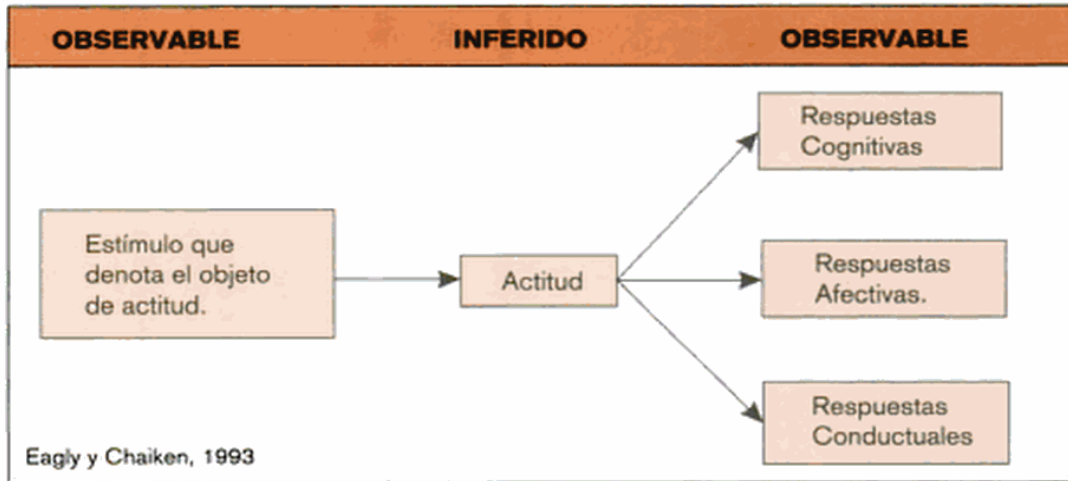 OBSERVABLE INFERIDO OBSERVABLE
Respuestas
Cognitivas
Estímulo que
denota el objeto
de actitud.
Actitud
Respuestas
Afectivas.
Respuestas
Conductuales
Eagly y Chaiken, 1993